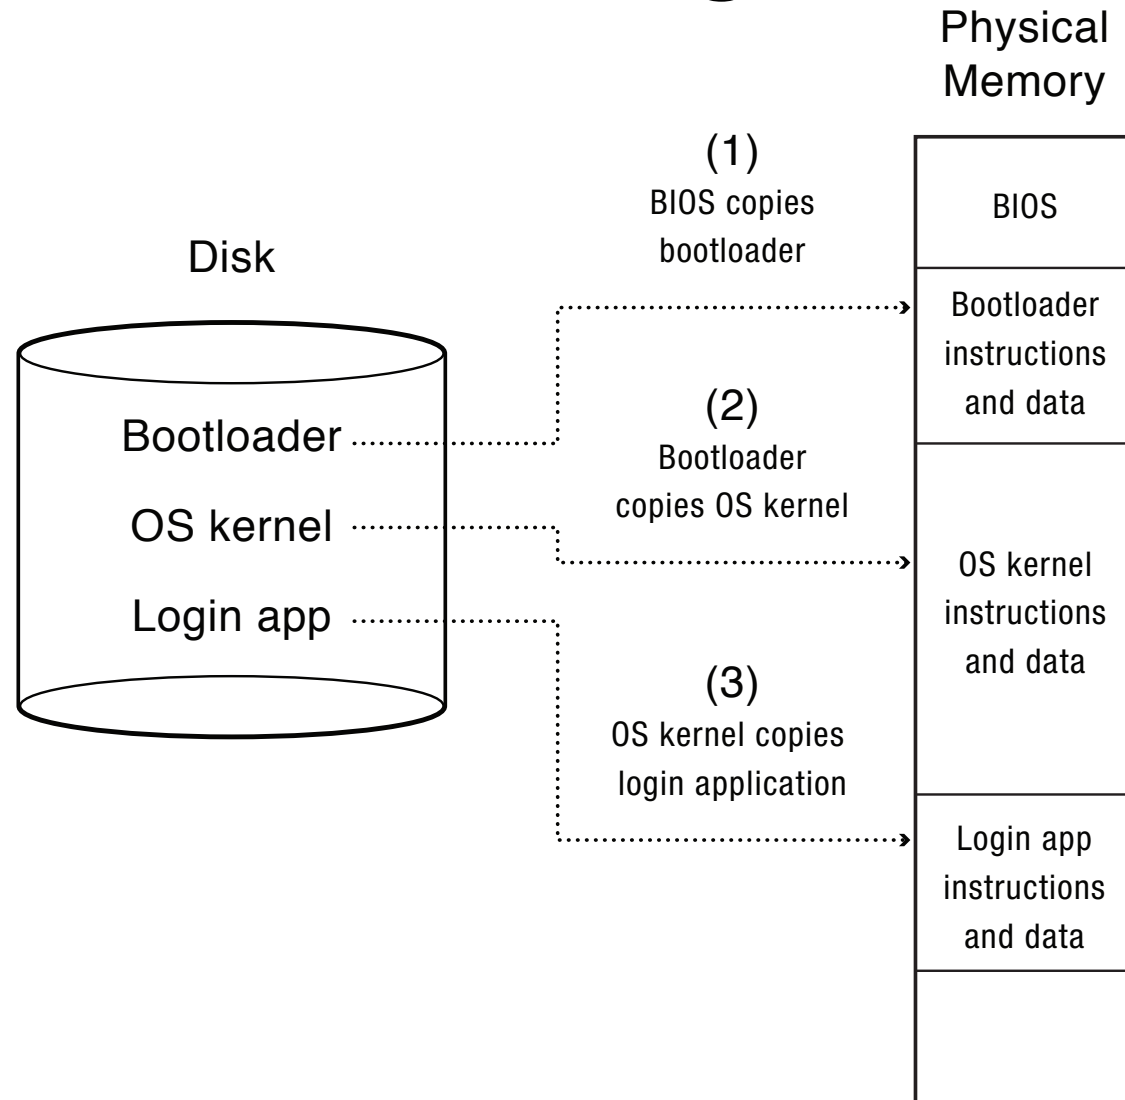 Physical
Memory
(1)
BIOS copies
bootloader
BIOS
Disk
Bootloader
instructions
and data
Bootloader
(2)
Bootloader
copies OS kernel
OS kernel
OS kernel
instructions
and data
Login app
(3)
OS kernel copies
login application
Login app
instructions
and data